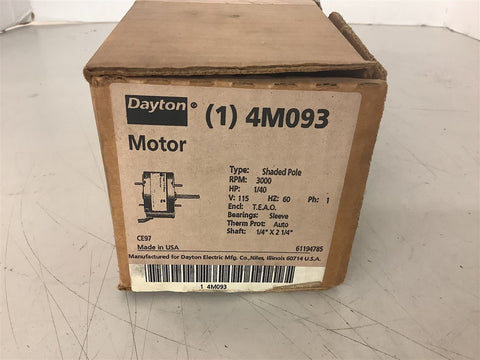 Dayton® (1) 4M093
Motor
Type: Shaded Pole
RPM: 3000
HP: 1/40
V: 115 HZ: 60 Ph: 1
Encl: T.E.A.O.
Bearings: Sleeve
Therm Prot: Auto
Shaft: 1/4" X 2 1/4"
CE97
Made in USA 61194785
Manufactured for Dayton Electric Mfg. Co.,Niles, Illinois 60714 U.S.A.
1 4M093